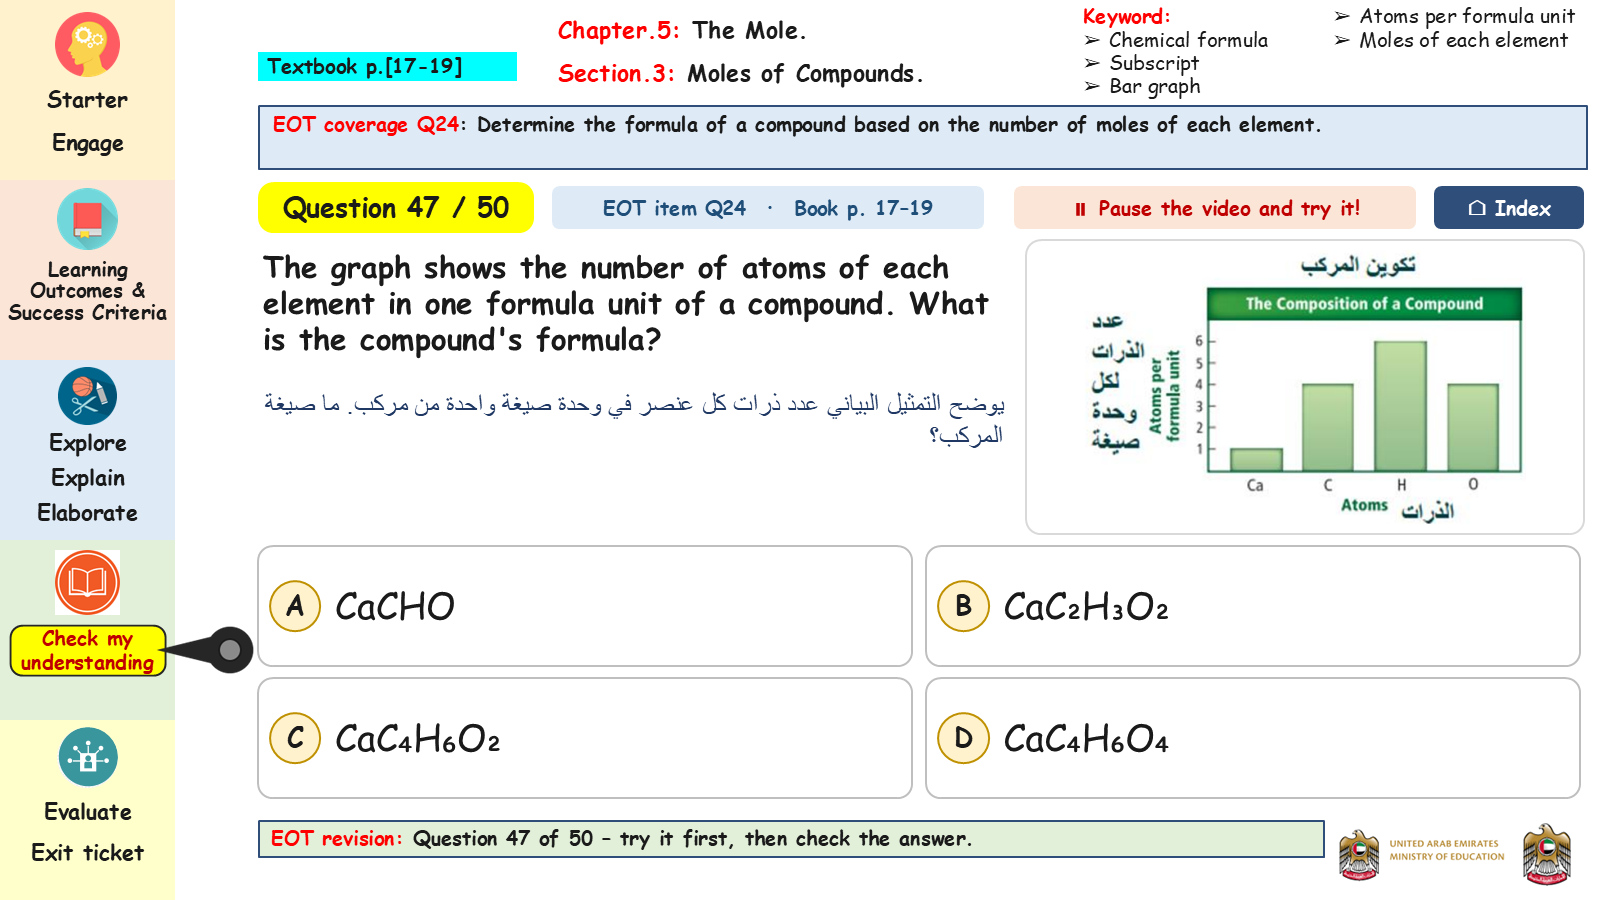 Starter
Engage
Learning
Outcomes &
Success Criteria
Explore
Explain
Elaborate
Check my
understanding
Evaluate
Exit ticket
Textbook p.[17-19]
Chapter.5: The Mole.
Section.3: Moles of Compounds.
Keyword:
➢ Chemical formula
➢ Subscript
➢ Bar graph
➢ Atoms per formula unit
➢ Moles of each element
EOT coverage Q24: Determine the formula of a compound based on the number of moles of each element.
Question 47 / 50
EOT item Q24 · Book p. 17–19
⏸ Pause the video and try it!
☖ Index
The graph shows the number of atoms of each
element in one formula unit of a compound. What
is the compound's formula?
يوضح التمثيل البياني عدد ذرات كل عنصر في وحدة صيغة واحدة من مركب. ما صيغة
المركب؟
تكوين المركب
The Composition of a Compound
عدد
الذرات
لكل
وحدة
صيغة
Atoms per
formula unit
6
5
4
3
2
1
Ca C H O
Atoms الذرات
A CaCHO
B CaC₂H₃O₂
C CaC₄H₆O₂
D CaC₄H₆O₄
EOT revision: Question 47 of 50 – try it first, then check the answer.
UNITED ARAB EMIRATES
MINISTRY OF EDUCATION